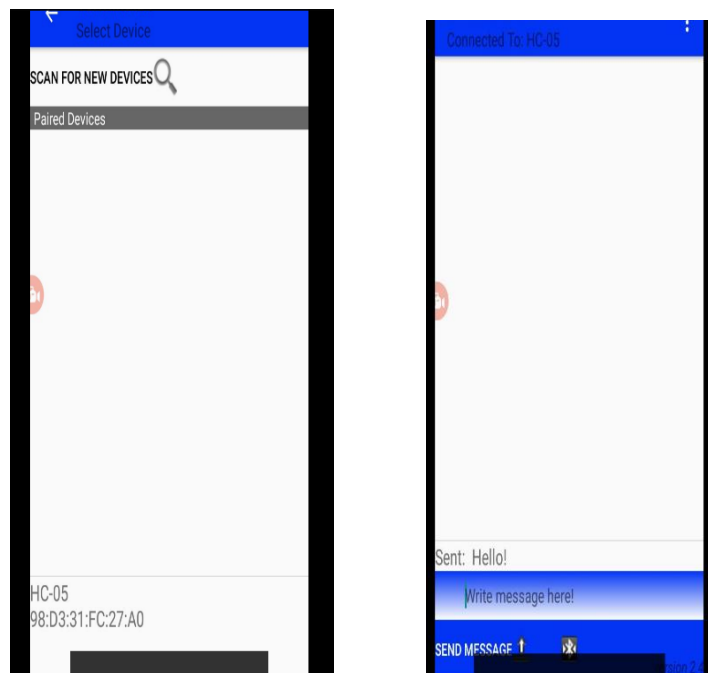 Select Device
SCAN FOR NEW DEVICES
Paired Devices
HC-05
98:D3:31:FC:27:A0
Connected To: HC-05
Sent: Hello!
Write message here!
SEND MESSAGE